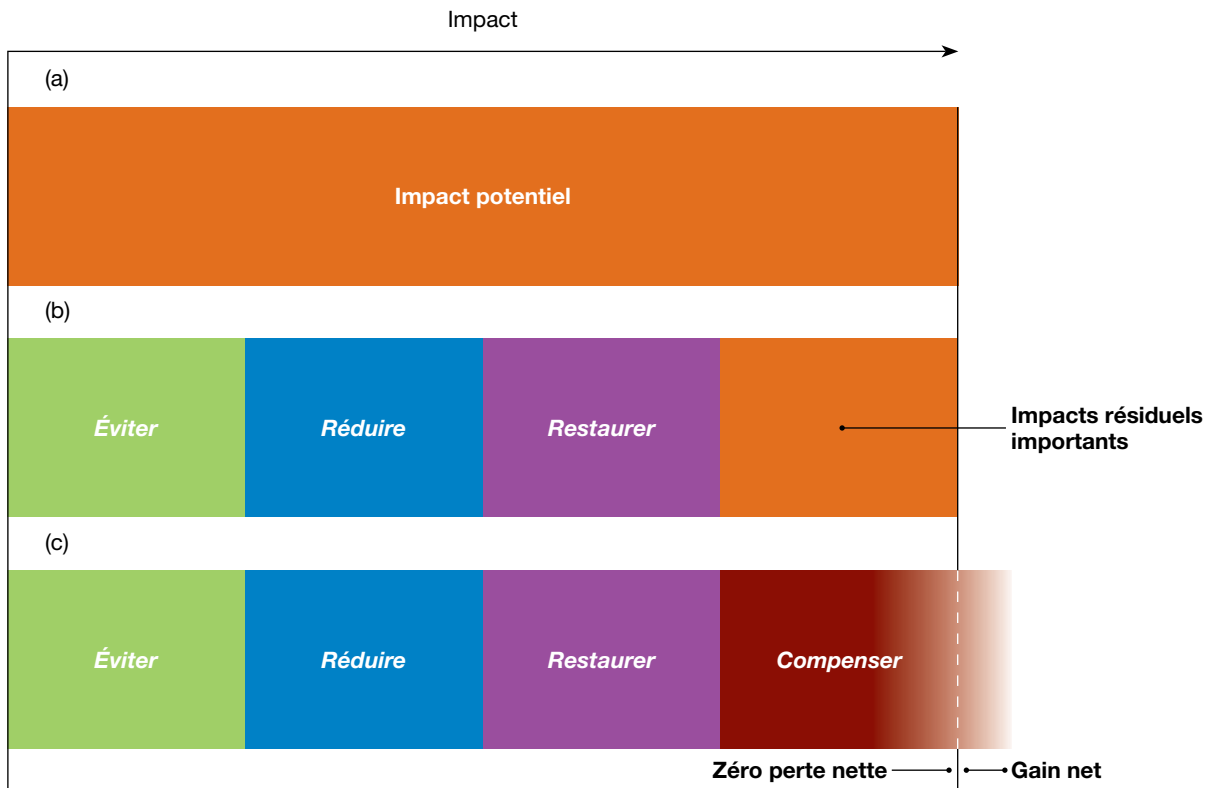 Impact
(a)
Impact potentiel
(b)
Éviter
Réduire
Restaurer
Impacts résiduels
importants
(c)
Éviter
Réduire
Restaurer
Compenser
Zéro perte nette
Gain net